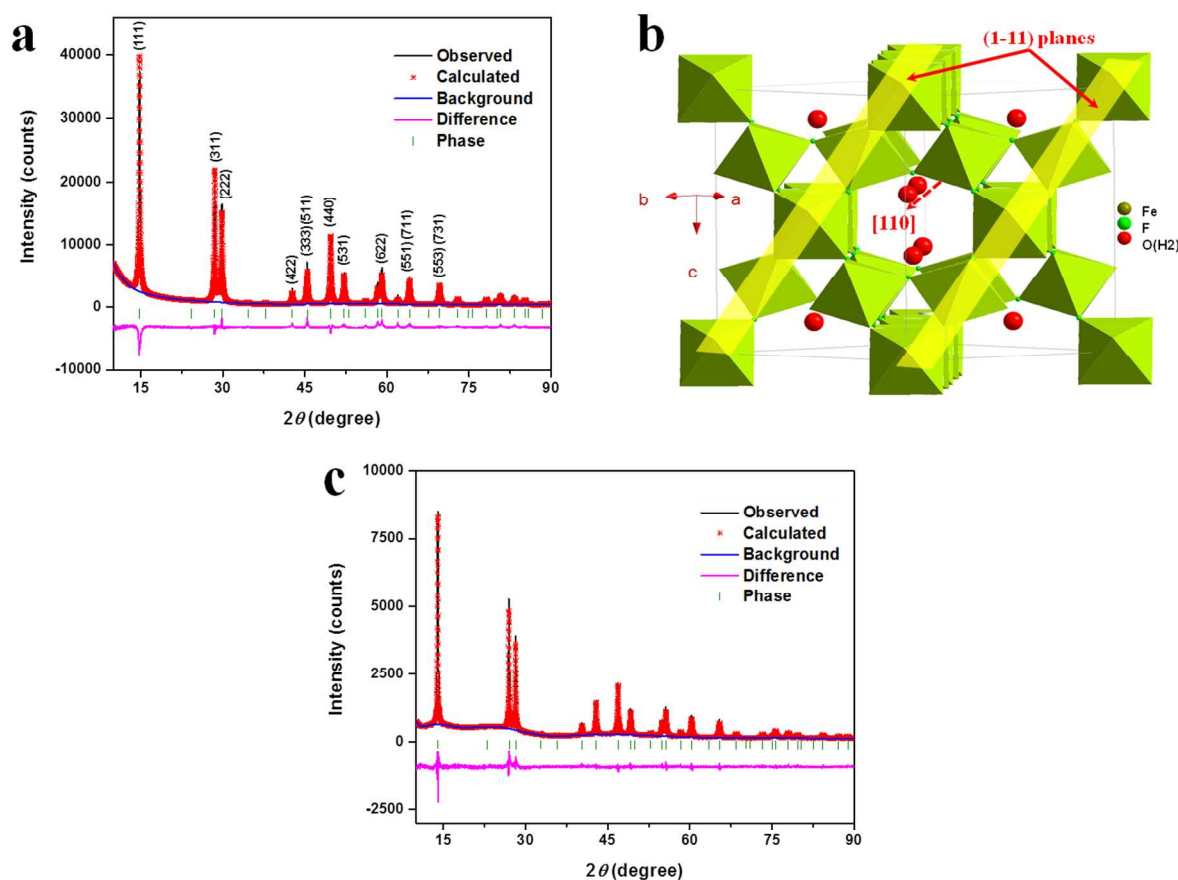 a
Intensity (counts)
40000
30000
20000
10000
0
-10000
15
30
45
60
75
90
2θ (degree)
(111)
(311)
(222)
(422)
(333) (511)
(440)
(531)
(622)
(551) (711)
(553) (731)
Observed
Calculated
Background
Difference
Phase
b
(1-11) planes
[110]
b
a
c
Fe
F
O(H2)
c
Intensity (counts)
10000
7500
5000
2500
0
-2500
15
30
45
60
75
90
2θ (degree)
Observed
Calculated
Background
Difference
Phase